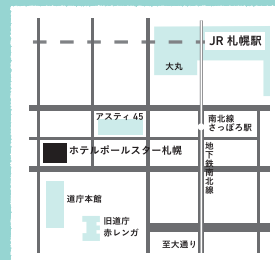 JR 札幌駅
大丸
アスティ 45
南北線
さっぽろ駅
ホテルポールスター札幌
地下鉄南北線
道庁本館
旧道庁
赤レンガ
至大通り